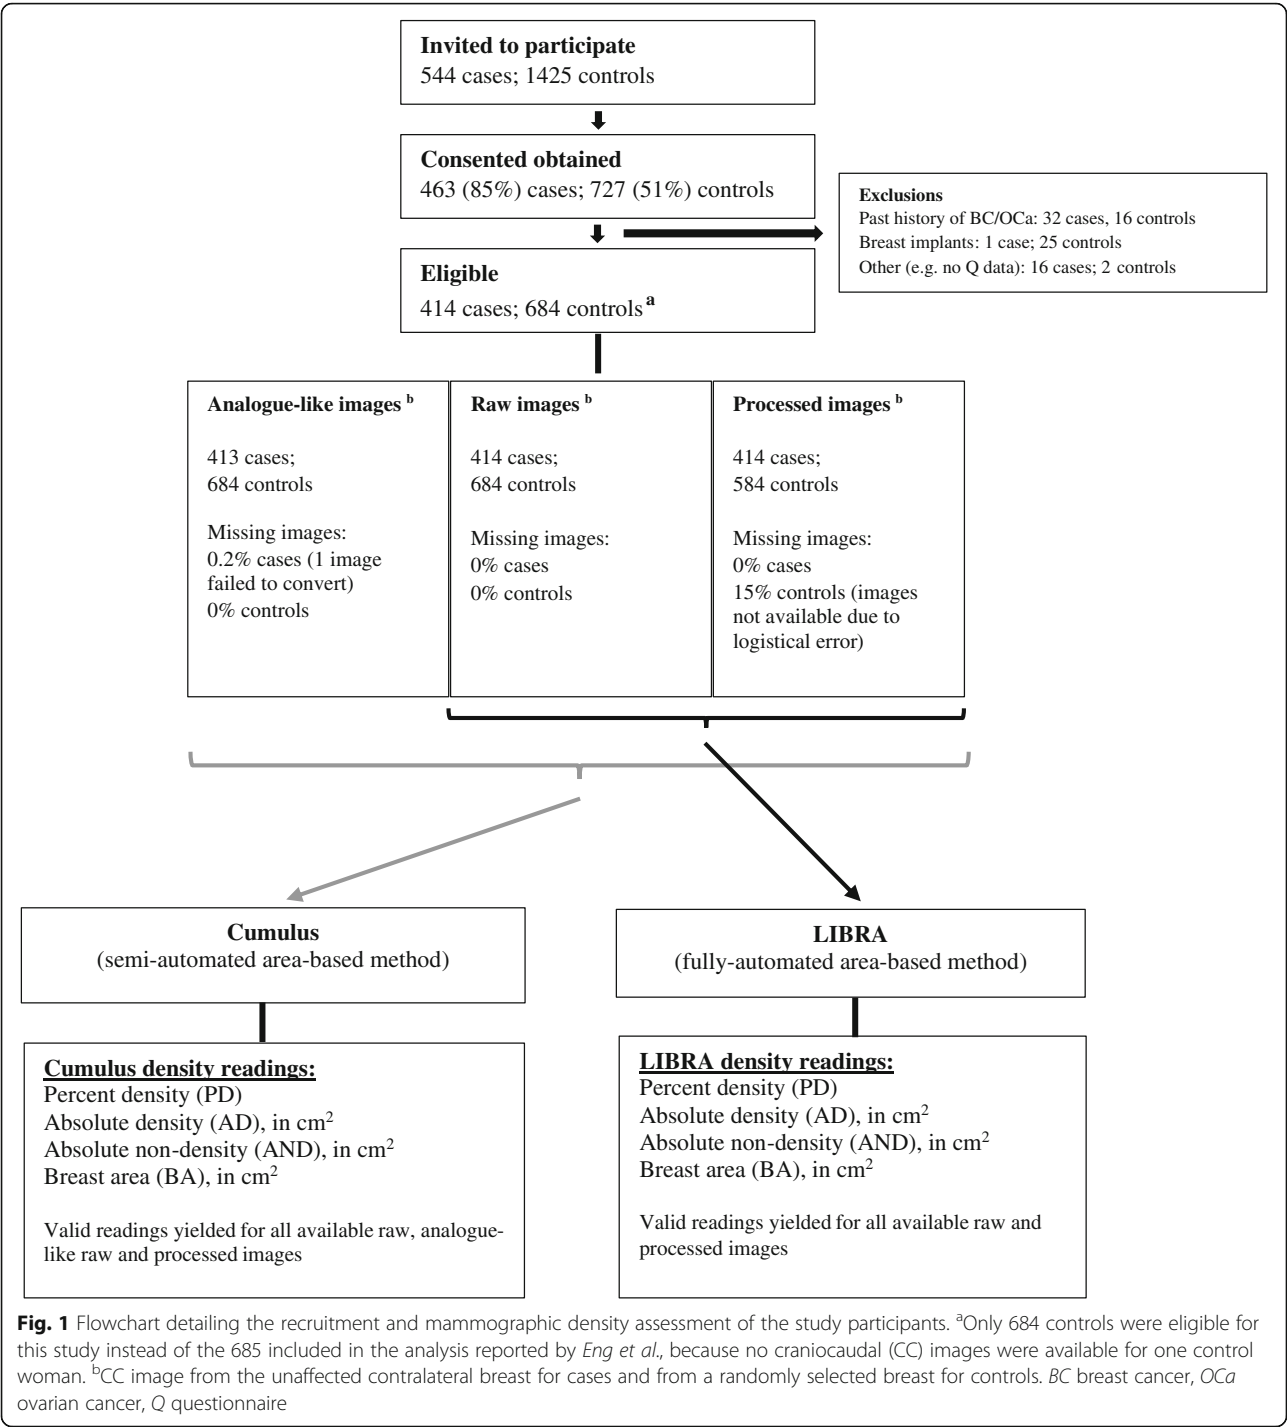 Invited to participate
544 cases; 1425 controls
Consented obtained
463 (85%) cases; 727 (51%) controls
Exclusions
Past history of BC/OCa: 32 cases, 16 controls
Breast implants: 1 case; 25 controls
Other (e.g. no Q data): 16 cases; 2 controls
Eligible
414 cases; 684 controls a
Analogue-like images b
413 cases;
684 controls
Missing images:
0.2% cases (1 image
failed to convert)
0% controls
Raw images b
414 cases;
684 controls
Missing images:
0% cases
0% controls
Processed images b
414 cases;
584 controls
Missing images:
0% cases
15% controls (images
not available due to
logistical error)
Cumulus
(semi-automated area-based method)
LIBRA
(fully-automated area-based method)
Cumulus density readings:
Percent density (PD)
Absolute density (AD), in cm2
Absolute non-density (AND), in cm2
Breast area (BA), in cm2
Valid readings yielded for all available raw, analogue-
like raw and processed images
LIBRA density readings:
Percent density (PD)
Absolute density (AD), in cm2
Absolute non-density (AND), in cm2
Breast area (BA), in cm2
Valid readings yielded for all available raw and
processed images
Fig. 1 Flowchart detailing the recruitment and mammographic density assessment of the study participants. aOnly 684 controls were eligible for
this study instead of the 685 included in the analysis reported by Eng et al., because no craniocaudal (CC) images were available for one control
woman. bCC image from the unaffected contralateral breast for cases and from a randomly selected breast for controls. BC breast cancer, OCa
ovarian cancer, Q questionnaire